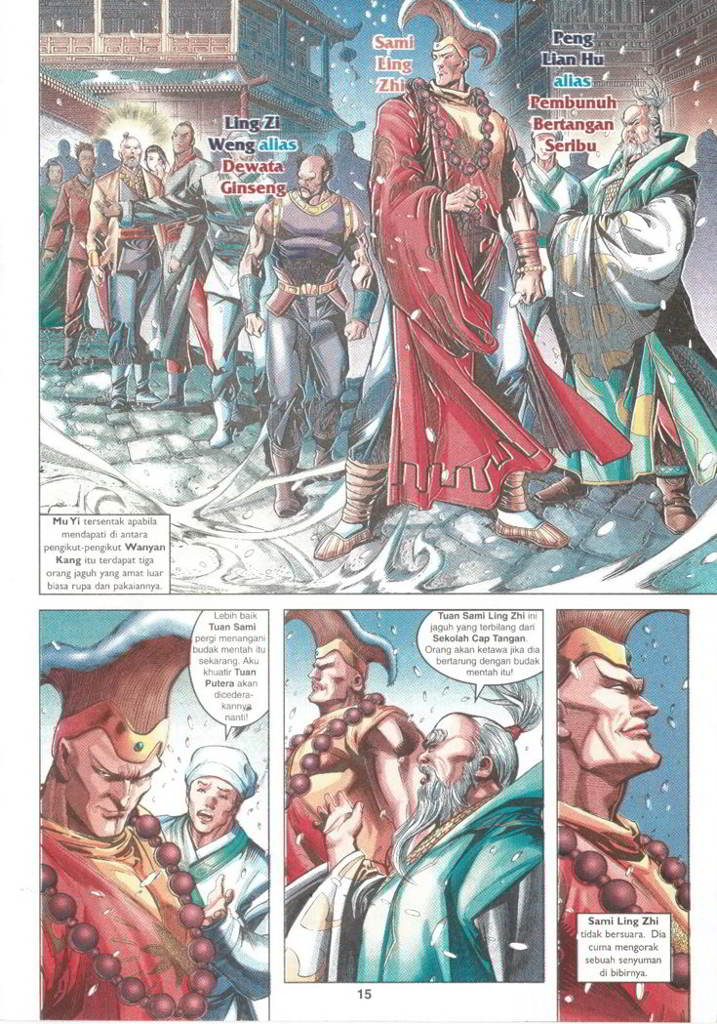 Sami
Ling
Zhi
Peng
Lian Hu
alias
Pembunuh
Bertangan
Seribu
Ling Zi
Weng alias
Dewata
Ginseng
Mu Yi tersentak apabila
mendapati di antara
pengikut-pengikut Wanyan
Kang itu terdapat tiga
orang jaguh yang amat luar
biasa rupa dan pakaiannya.
Lebih baik
Tuan Sami
pergi menangani
budak mentah itu
sekarang. Aku
khuatir Tuan
Putera akan
dicedera-
kannya
nanti!
Tuan Sami Ling Zhi ini
jaguh yang terbilang dari
Sekolah Cap Tangan.
Orang akan ketawa jika dia
bertarung dengan budak
mentah itu!
Sami Ling Zhi
tidak bersuara. Dia
cuma mengorak
sebuah senyuman
di bibirnya.
15